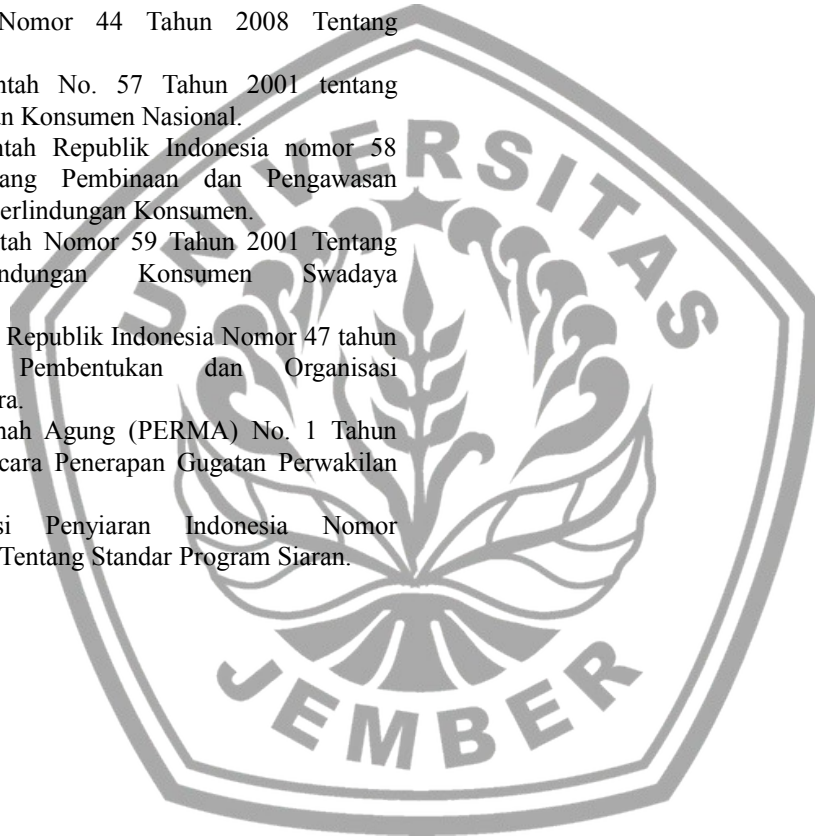 Nomor 44 Tahun 2008 Tentang
ntah No. 57 Tahun 2001 tentang
an Konsumen Nasional.
ntah Republik Indonesia nomor 58
ang Pembinaan dan Pengawasan
erlindungan Konsumen.
tah Nomor 59 Tahun 2001 Tentang
ndungan Konsumen Swadaya
Republik Indonesia Nomor 47 tahun
Pembentukan dan Organisasi
ra.
nah Agung (PERMA) No. 1 Tahun
cara Penerapan Gugatan Perwakilan
si Penyiaran Indonesia Nomor
Tentang Standar Program Siaran.
UNIVERSITAS
JEMBER